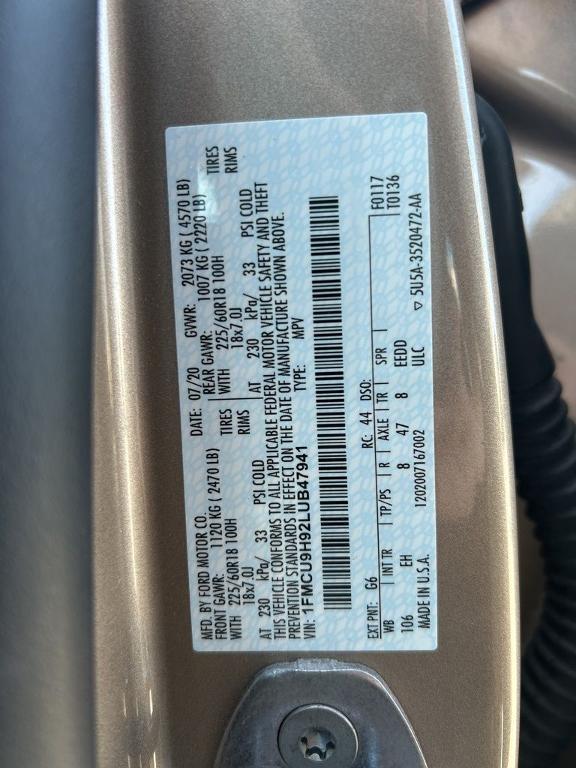 MFD. BY FORD MOTOR CO. DATE: 07/20 GVWR: 2073 KG ( 4570 LB)
FRONT GAWR: 1120 KG ( 2470 LB) REAR GAWR: 1007 KG ( 2220 LB)
WITH 225/60R18 100H TIRES WITH 225/60R18 100H TIRES
18x7.0J RIMS 18x7.0J RIMS
AT 230 kPa/ 33 PSI COLD AT 230 kPa/ 33 PSI COLD
THIS VEHICLE CONFORMS TO ALL APPLICABLE FEDERAL MOTOR VEHICLE SAFETY AND THEFT
PREVENTION STANDARDS IN EFFECT ON THE DATE OF MANUFACTURE SHOWN ABOVE.
VIN: 1FMCU9H92LUB47941 TYPE: MPV
EXT PNT: G6 RC: 44 DSO: F0117
T0136
WB INT TR TP/PS R AXLE TR SPR
106 EH 8 47 8 EEDD
MADE IN U.S.A. 1202007167002 ULC ▽ 5U5A-3520472-AA